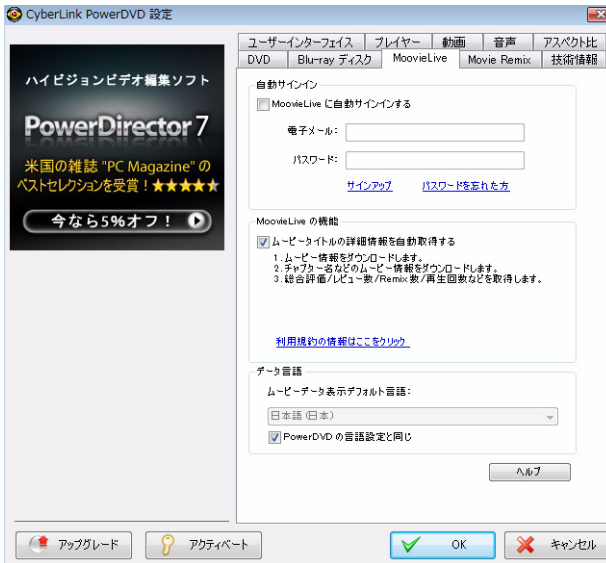 CyberLink PowerDVD 設定
ハイビジョンビデオ編集ソフト
PowerDirector 7
米国の雑誌 "PC Magazine" の
ベストセレクションを受賞！★★★★★
今なら5%オフ！
ユーザーインターフェイス
プレイヤー
動画
音声
アスペクト比
DVD
Blu-ray ディスク
MoovieLive
Movie Remix
技術情報
自動サインイン
MoovieLive に自動サインインする
電子メール：
パスワード：
サインアップ
パスワードを忘れた方
MoovieLive の機能
ムービータイトルの詳細情報を自動取得する
1.ムービー情報をダウンロードします。
2.チャプター名などのムービー情報をダウンロードします。
3.総合評価/レビュー数/Remix 数/再生回数などを取得します。
利用規約の情報はここをクリック
データ言語
ムービーデータ表示デフォルト言語：
日本語 (日本)
PowerDVD の言語設定と同じ
ヘルプ
アップグレード
アクティベート
OK
キャンセル